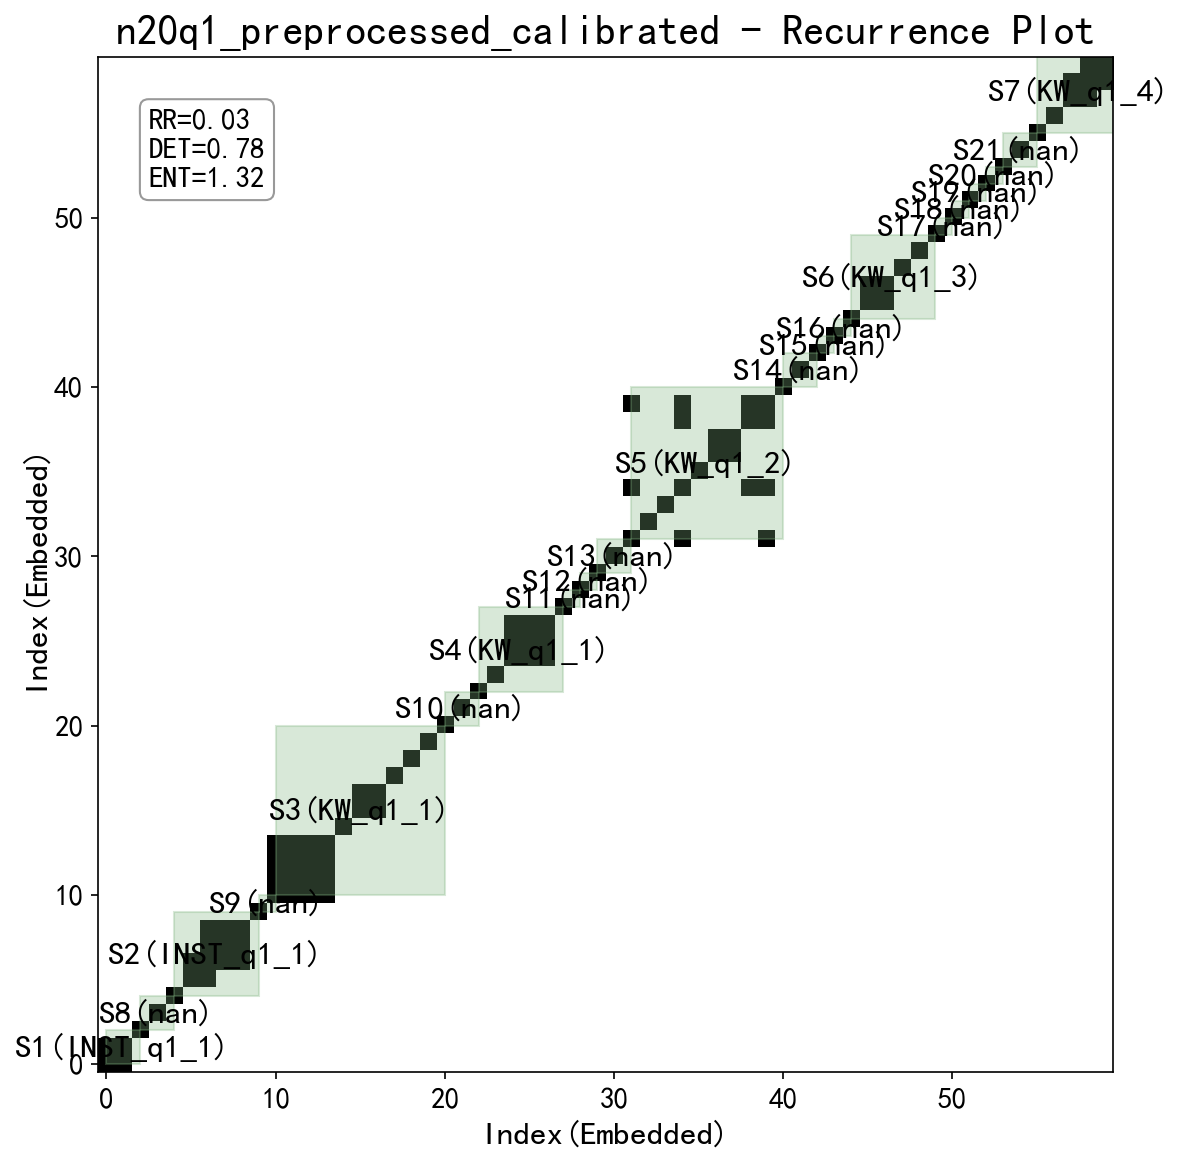 n20q1_preprocessed_calibrated - Recurrence Plot
RR=0.03
DET=0.78
ENT=1.32
S7(KW_q1_4)
S21(nan)
S20(nan)
S19(nan)
S18(nan)
S17(nan)
S6(KW_q1_3)
S16(nan)
S15(nan)
S14(nan)
S5(KW_q1_2)
S13(nan)
S12(nan)
S11(nan)
S4(KW_q1_1)
S10(nan)
S3(KW_q1_1)
S9(nan)
S2(INST_q1_1)
S8(nan)
S1(INST_q1_1)
50
40
30
20
10
0
Index(Embedded)
0 10 20 30 40 50
Index(Embedded)